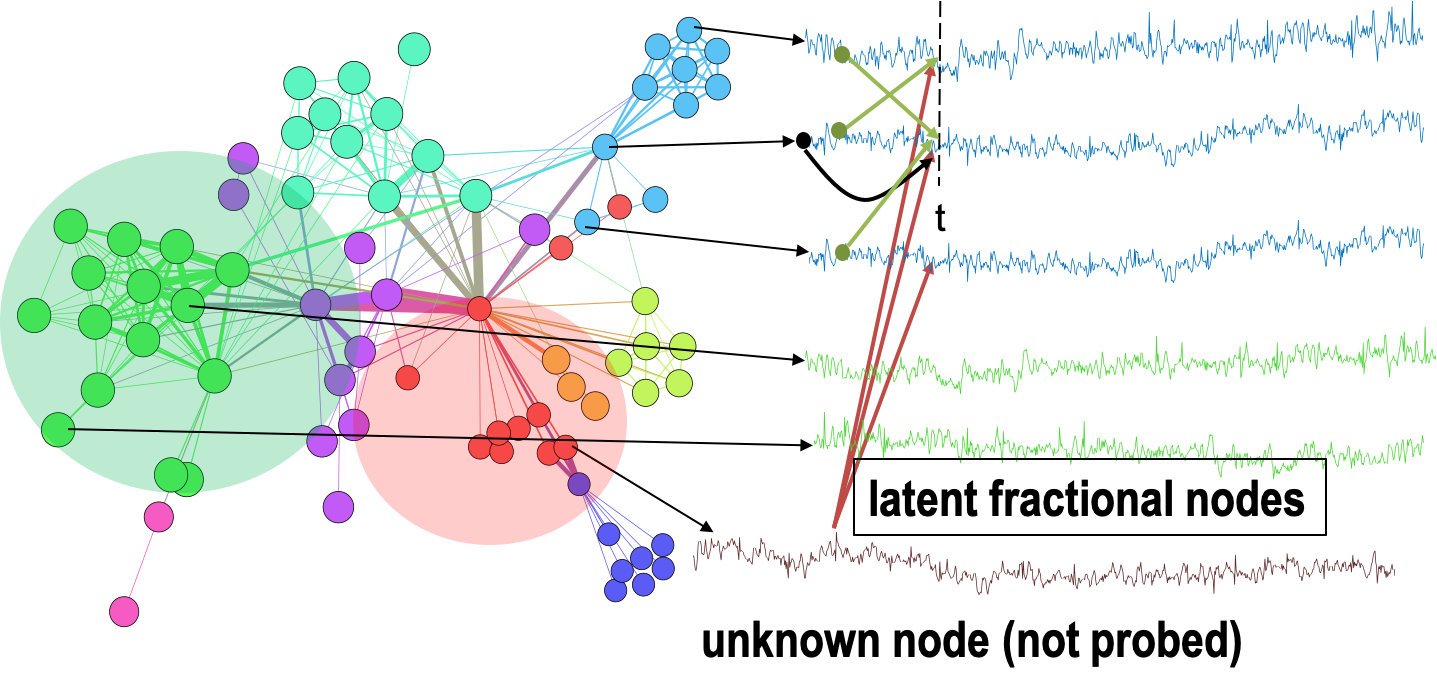 t
latent fractional nodes
unknown node (not probed)